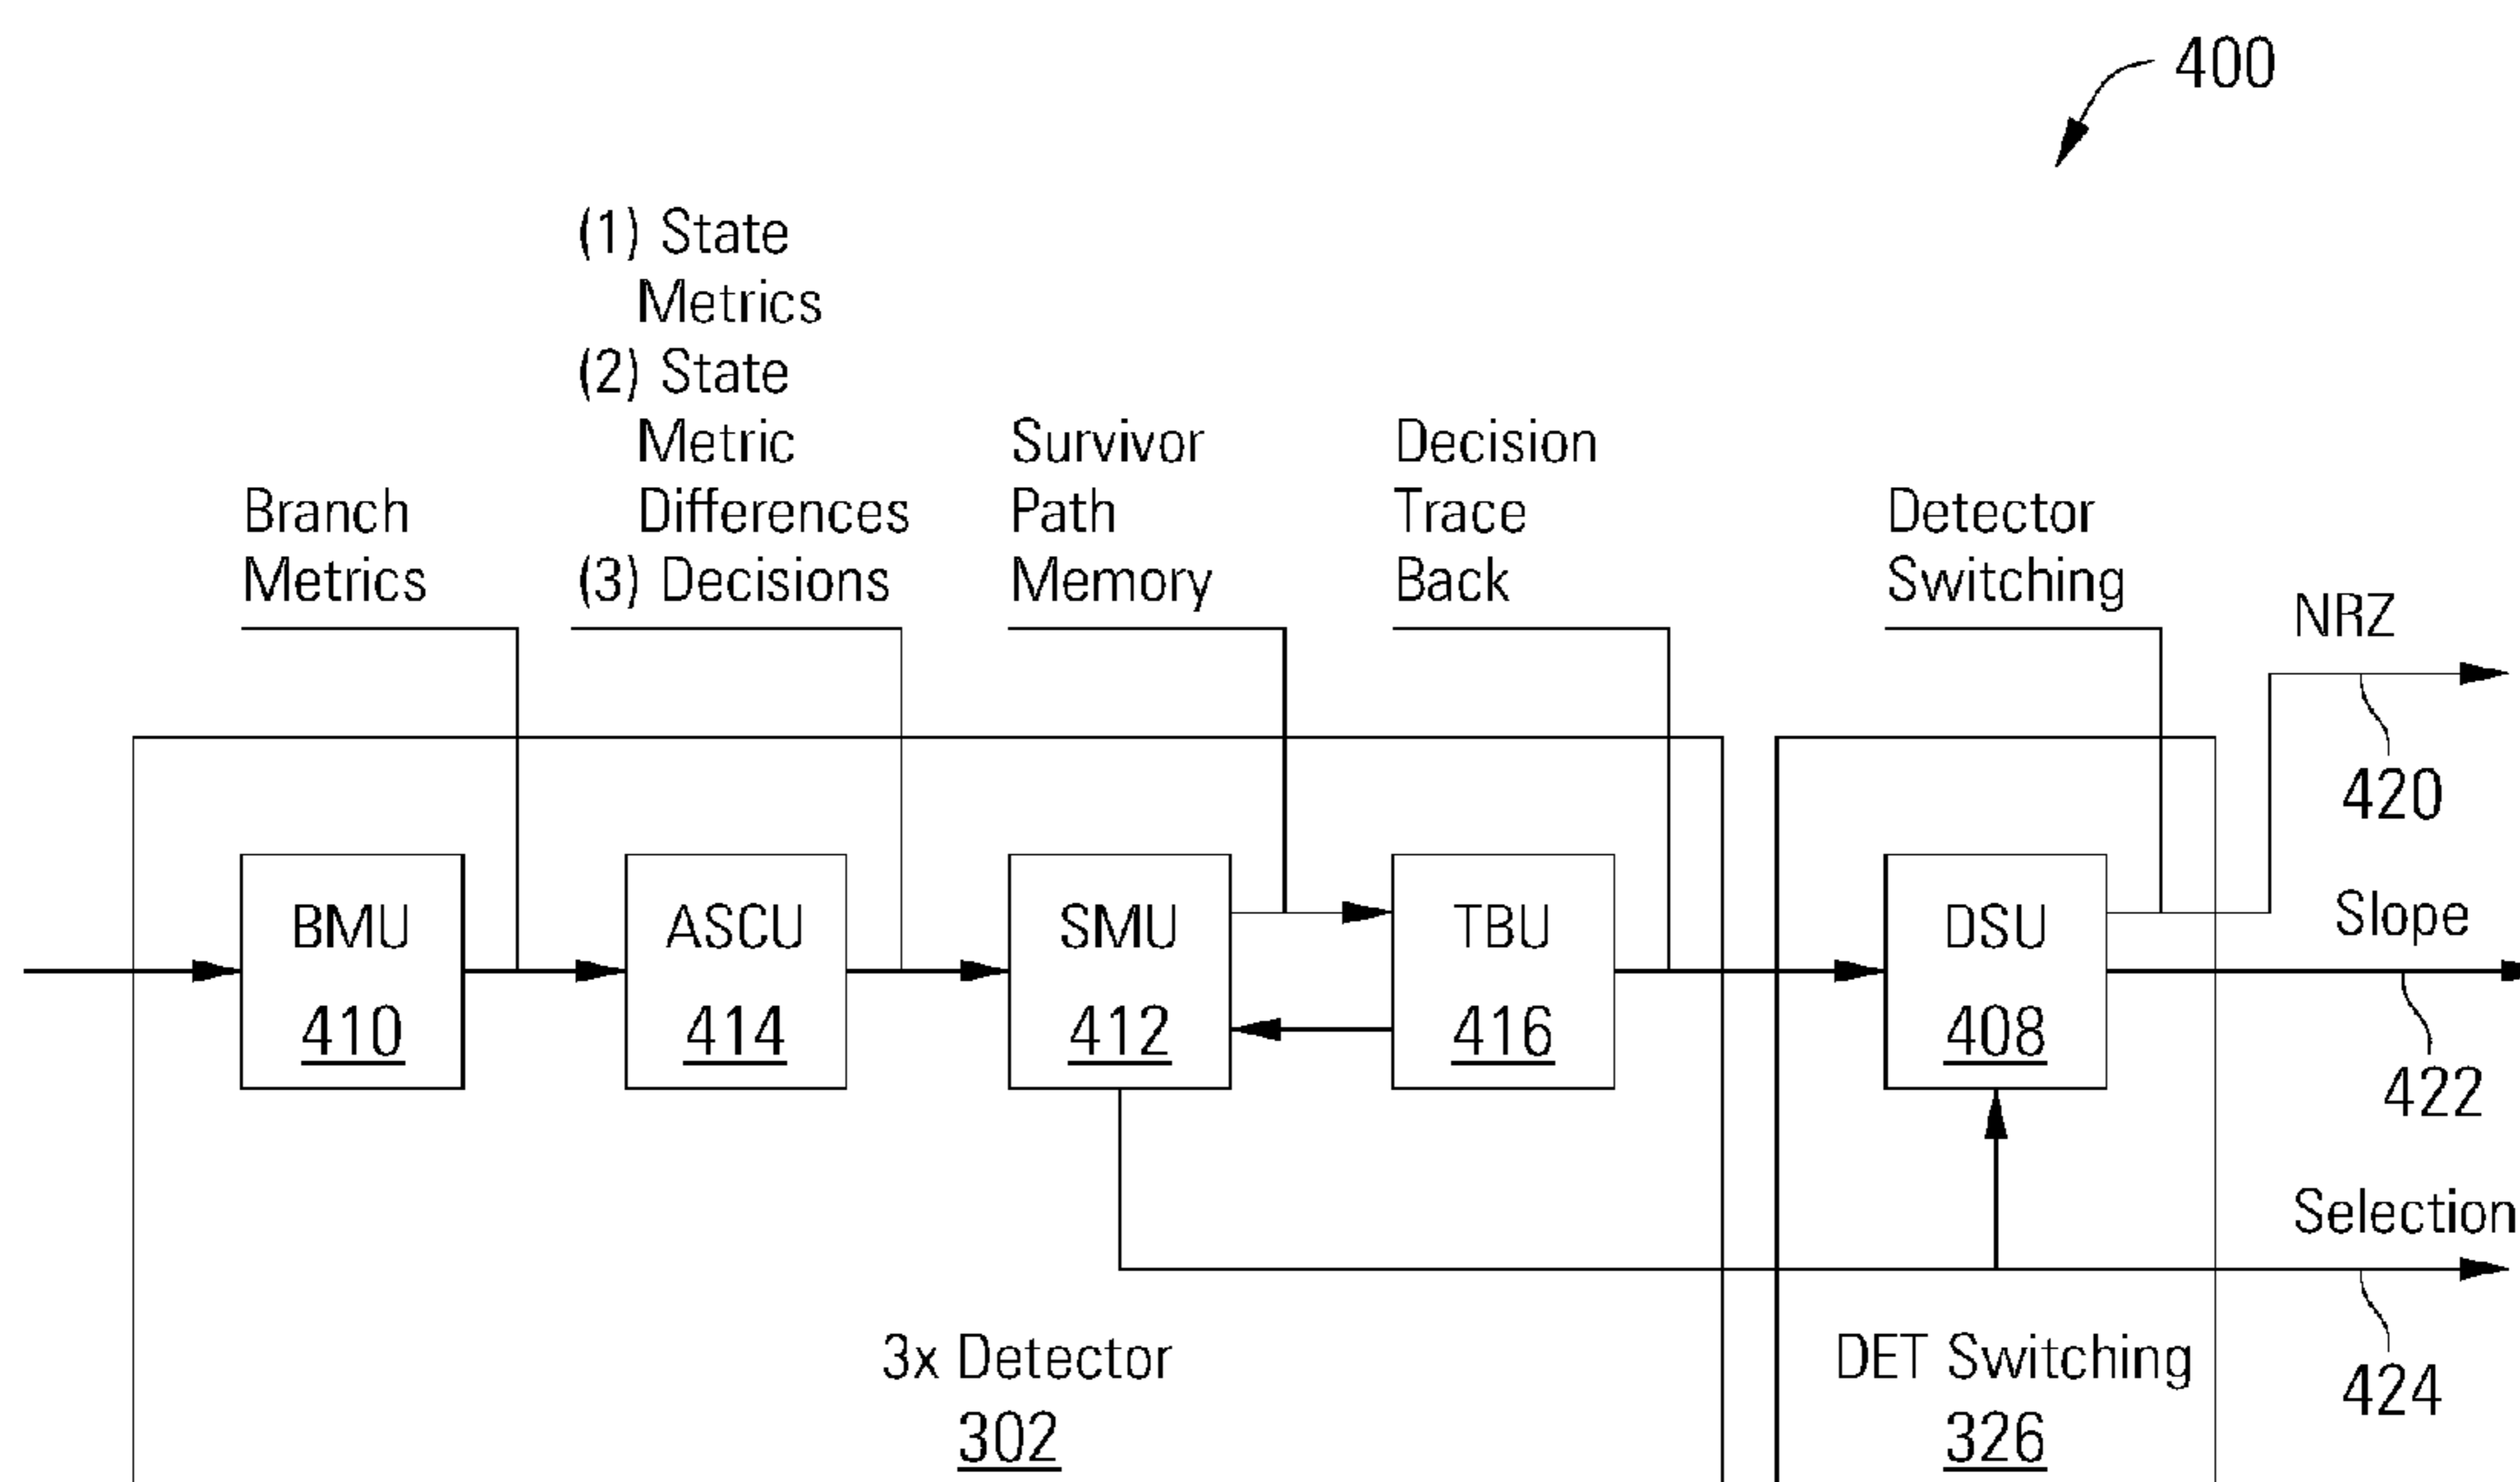 400
(1) State
Metrics
(2) State
Metric
Differences
(3) Decisions
Branch
Metrics
Survivor
Path
Memory
Decision
Trace
Back
Detector
Switching
NRZ
420
BMU
410
ASCU
414
SMU
412
TBU
416
DSU
408
Slope
422
Selection
424
3x Detector
302
DET Switching
326